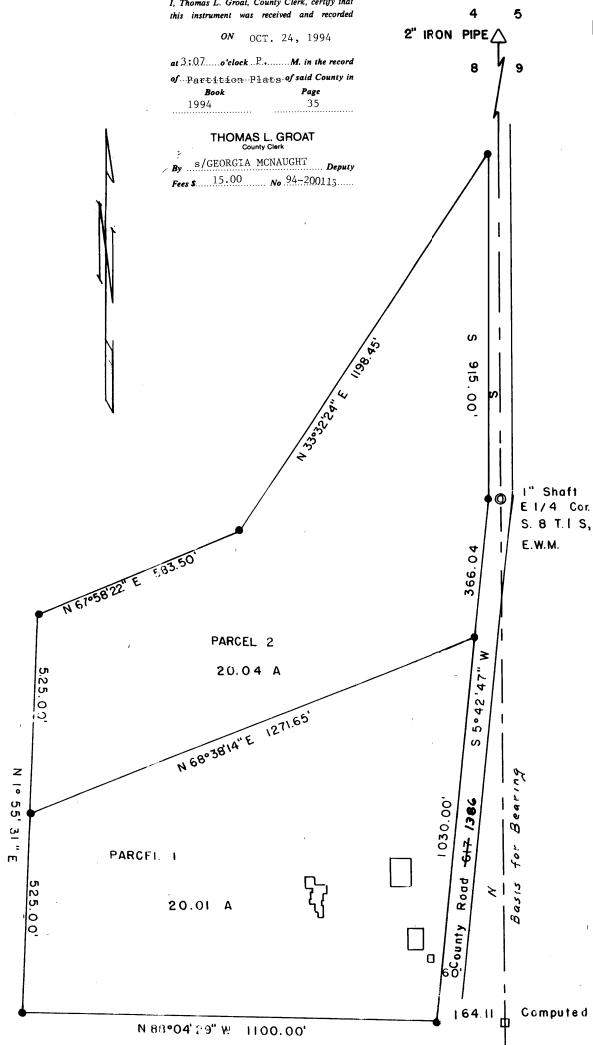 I, Thomas L. Groat, County Clerk, certify that
this instrument was received and recorded
ON OCT. 24, 1994
at 3:07 o'clock P. M. in the record
of Partition Plats of said County in
Book Page
1994 35
THOMAS L. GROAT
County Clerk
By s/GEORGIA MCNAUGHT Deputy
Fees $ 15.00 No 94-200115
4 5
2" IRON PIPE
8 9
N 33°32'24" E 1198.45'
S 915.00'
S
1" Shaft
E 1/4 Cor.
S. 8 T. 1 S,
E.W.M.
366.04
N 67°58'22" E 583.50'
PARCEL 2
20.04 A
525.00'
N 68°38'14" E 1271.65'
S 5°42'47" W
N 1°55'31" E
1030.00'
County Road 617 1386
N
Basis for Bearing
PARCEL 1
20.01 A
525.00'
60'
164.11 Computed
N 88°04'29" W 1100.00'